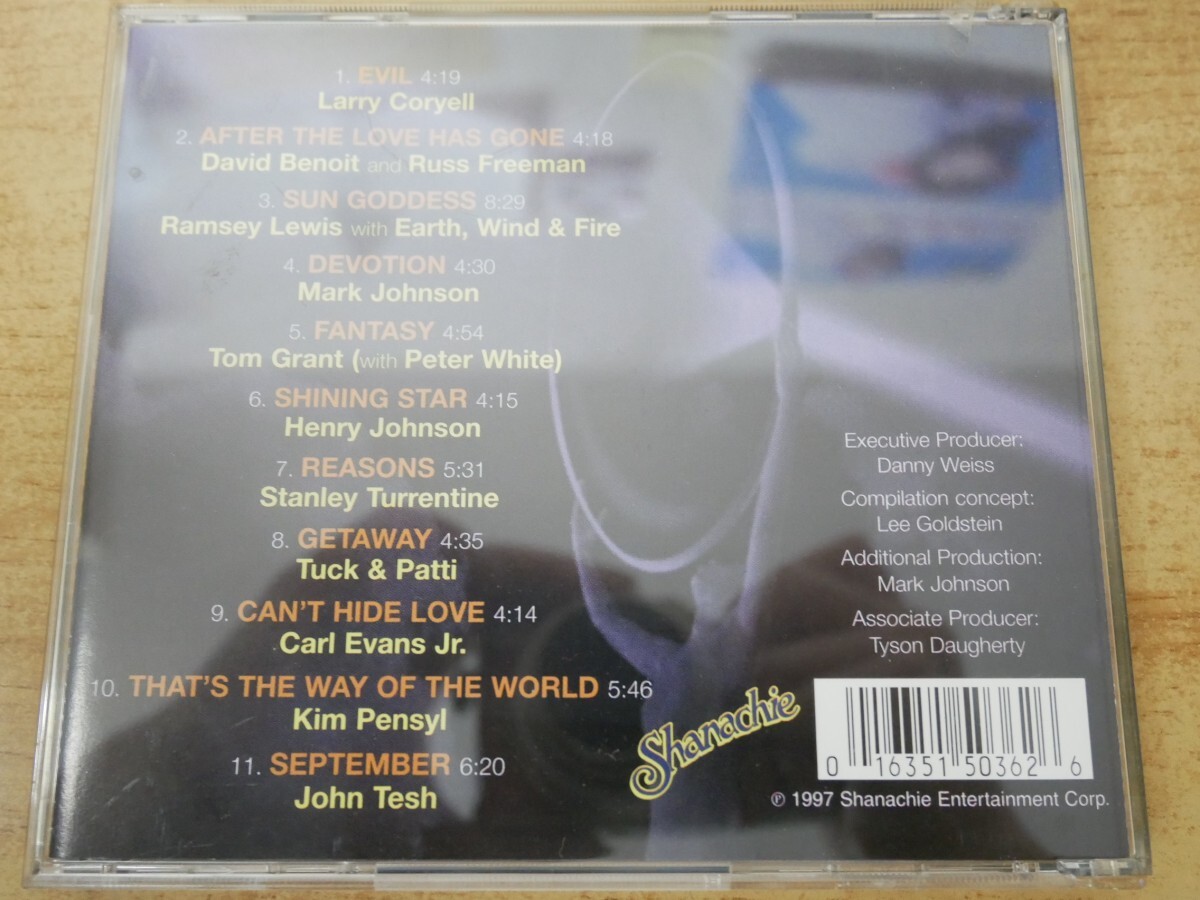 1. EVIL 4:19
Larry Coryell
2. AFTER THE LOVE HAS GONE 4:18
David Benoit and Russ Freeman
3. SUN GODDESS 8:29
Ramsey Lewis with Earth, Wind & Fire
4. DEVOTION 4:30
Mark Johnson
5. FANTASY 4:54
Tom Grant (with Peter White)
6. SHINING STAR 4:15
Henry Johnson
7. REASONS 5:31
Stanley Turrentine
8. GETAWAY 4:35
Tuck & Patti
9. CAN'T HIDE LOVE 4:14
Carl Evans Jr.
10. THAT'S THE WAY OF THE WORLD 5:46
Kim Pensyl
11. SEPTEMBER 6:20
John Tesh
Executive Producer:
Danny Weiss
Compilation concept:
Lee Goldstein
Additional Production:
Mark Johnson
Associate Producer:
Tyson Daugherty
Shanachie
0 16351 50362 6
℗ 1997 Shanachie Entertainment Corp.